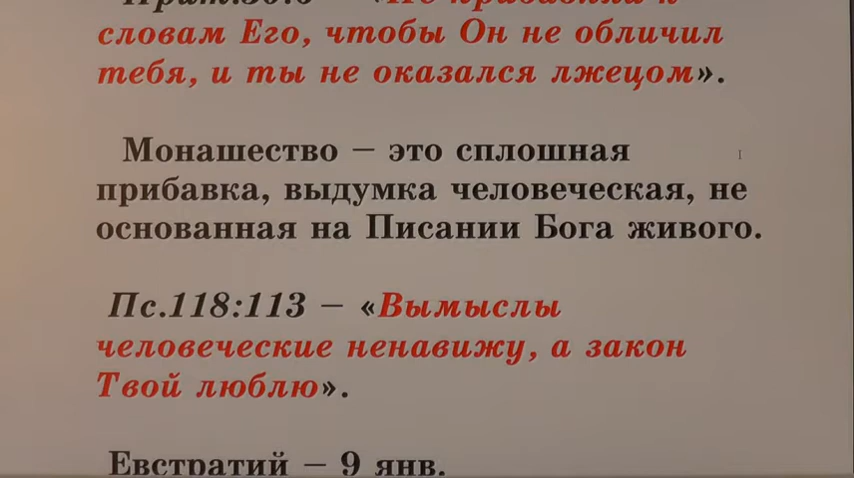 словам Его, чтобы Он не обличил
тебя, и ты не оказался лжецом».
Монашество – это сплошная
прибавка, выдумка человеческая, не
основанная на Писании Бога живого.
Пс.118:113 – «Вымыслы
человеческие ненавижу, а закон
Твой люблю».
Евстратий – 9 янв.